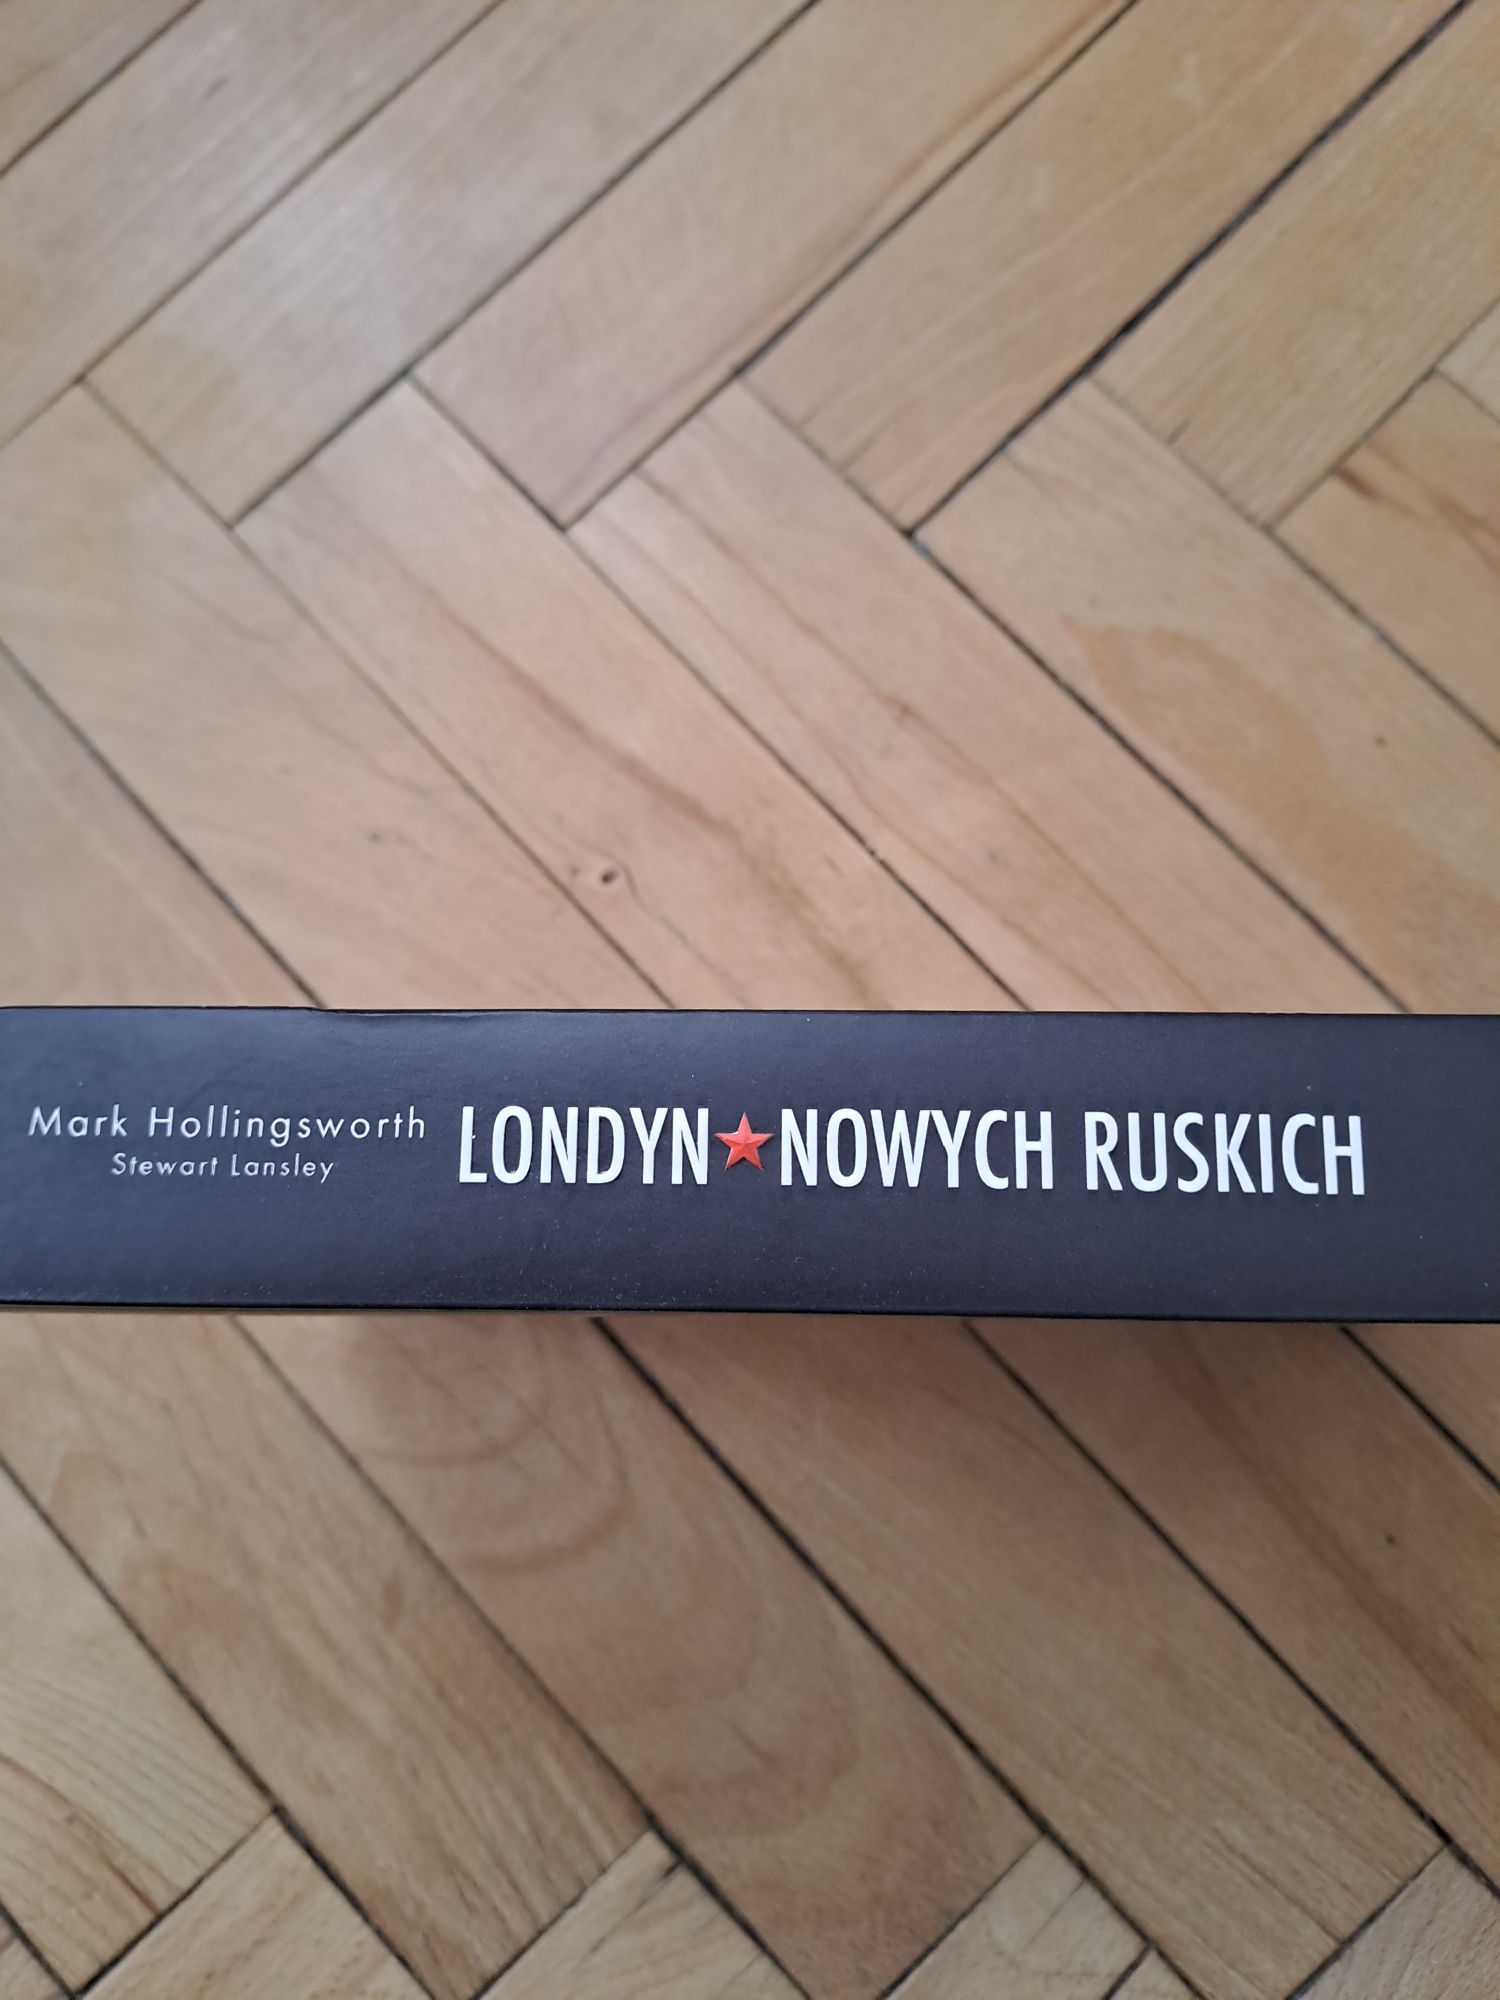 Mark Hollingsworth
Stewart Lansley
LONDYN★NOWYCH RUSKICH